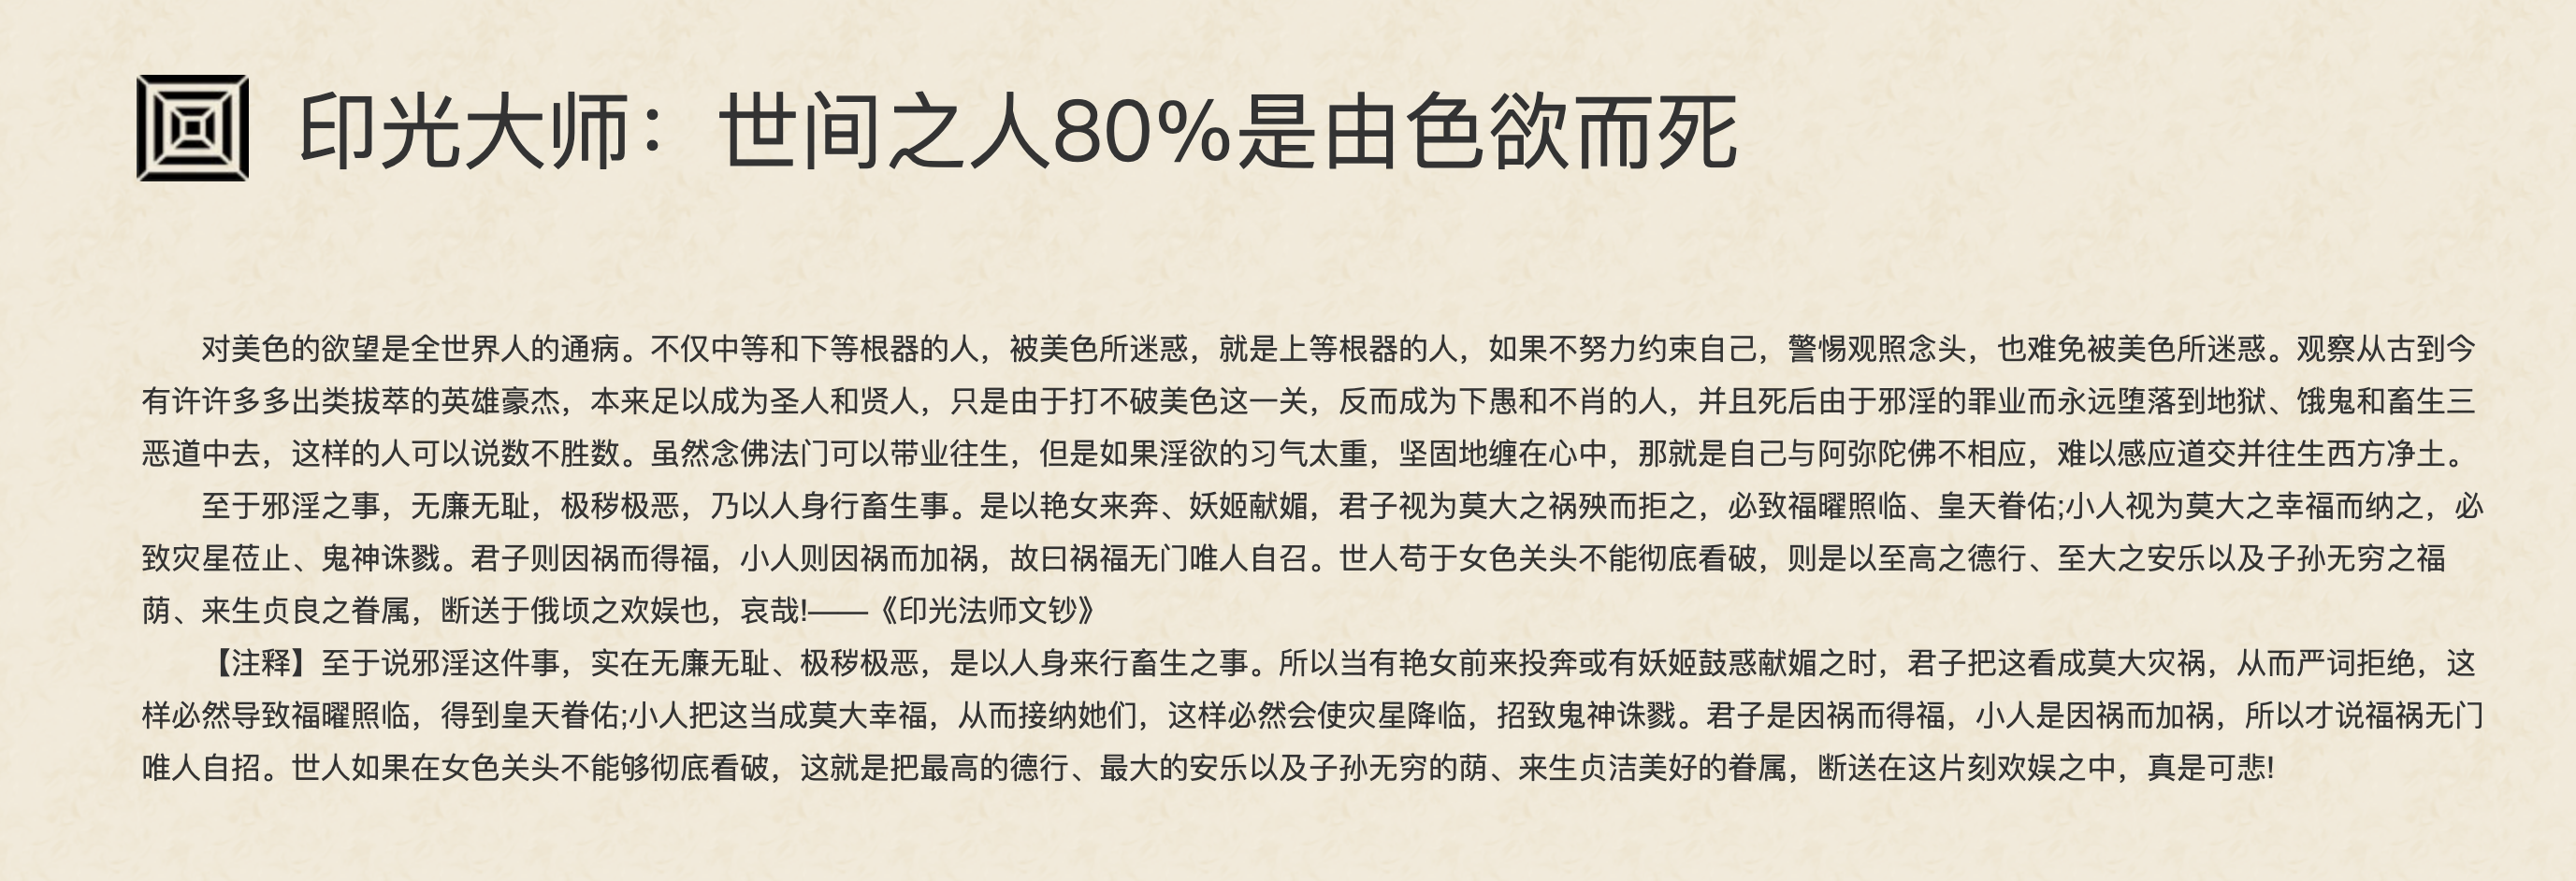 印光大师：世间之人80%是由色欲而死
对美色的欲望是全世界人的通病。不仅中等和下等根器的人，被美色所迷惑，就是上等根器的人，如果不努力约束自己，警惕观照念头，也难免被美色所迷惑。观察从古到今
有许许多多出类拔萃的英雄豪杰，本来足以成为圣人和贤人，只是由于打不破美色这一关，反而成为下愚和不肖的人，并且死后由于邪淫的罪业而永远堕落到地狱、饿鬼和畜生三
恶道中去，这样的人可以说数不胜数。虽然念佛法门可以带业往生，但是如果淫欲的习气太重，坚固地缠在心中，那就是自己与阿弥陀佛不相应，难以感应道交并往生西方净土。
至于邪淫之事，无廉无耻，极秽极恶，乃以人身行畜生事。是以艳女来奔、妖姬献媚，君子视为莫大之祸殃而拒之，必致福曜照临、皇天眷佑;小人视为莫大之幸福而纳之，必
致灾星莅止、鬼神诛戮。君子则因祸而得福，小人则因祸而加祸，故曰祸福无门唯人自召。世人苟于女色关头不能彻底看破，则是以至高之德行、至大之安乐以及子孙无穷之福
荫、来生贞良之眷属，断送于俄顷之欢娱也，哀哉!——《印光法师文钞》
【注释】至于说邪淫这件事，实在无廉无耻、极秽极恶，是以人身来行畜生之事。所以当有艳女前来投奔或有妖姬鼓惑献媚之时，君子把这看成莫大灾祸，从而严词拒绝，这
样必然导致福曜照临，得到皇天眷佑;小人把这当成莫大幸福，从而接纳她们，这样必然会使灾星降临，招致鬼神诛戮。君子是因祸而得福，小人是因祸而加祸，所以才说福祸无门
唯人自招。世人如果在女色关头不能够彻底看破，这就是把最高的德行、最大的安乐以及子孙无穷的荫、来生贞洁美好的眷属，断送在这片刻欢娱之中，真是可悲!